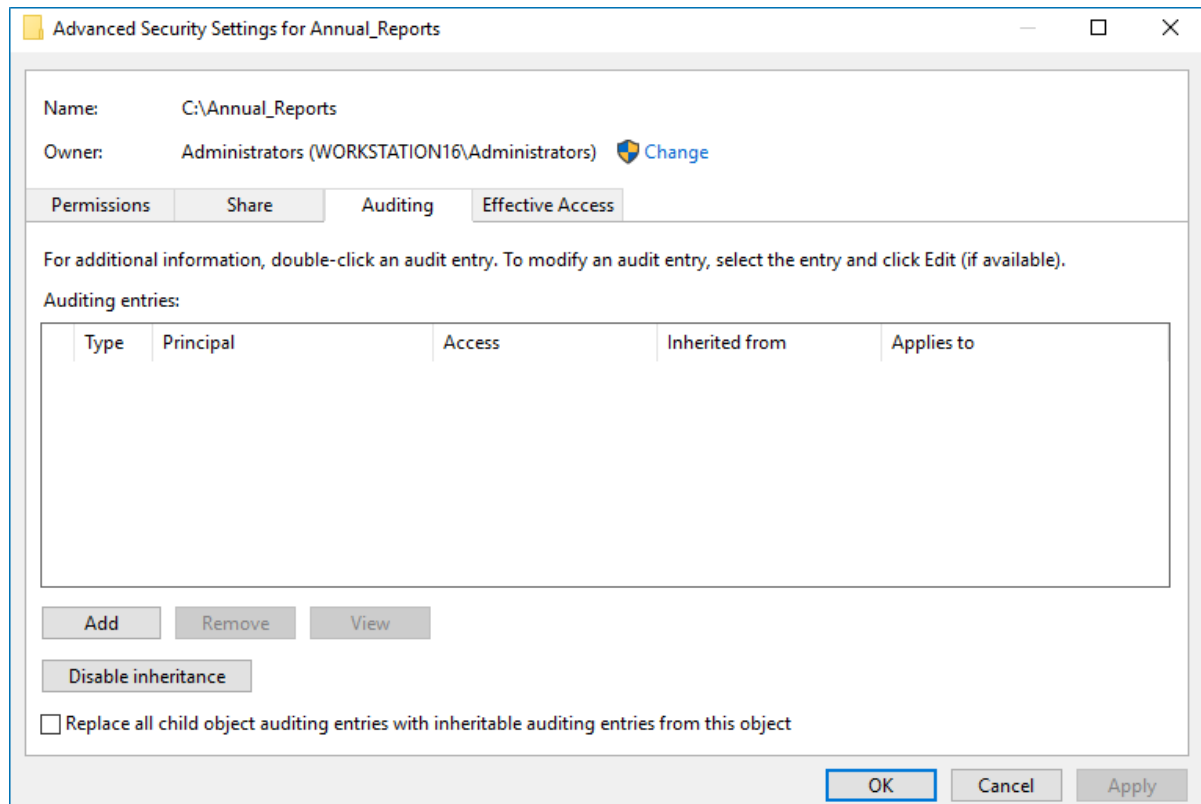 Advanced Security Settings for Annual_Reports
Name: C:\Annual_Reports
Owner: Administrators (WORKSTATION16\Administrators) Change
Permissions Share Auditing Effective Access
For additional information, double-click an audit entry. To modify an audit entry, select the entry and click Edit (if available).
Auditing entries:
Type Principal Access Inherited from Applies to
Add Remove View
Disable inheritance
Replace all child object auditing entries with inheritable auditing entries from this object
OK Cancel Apply